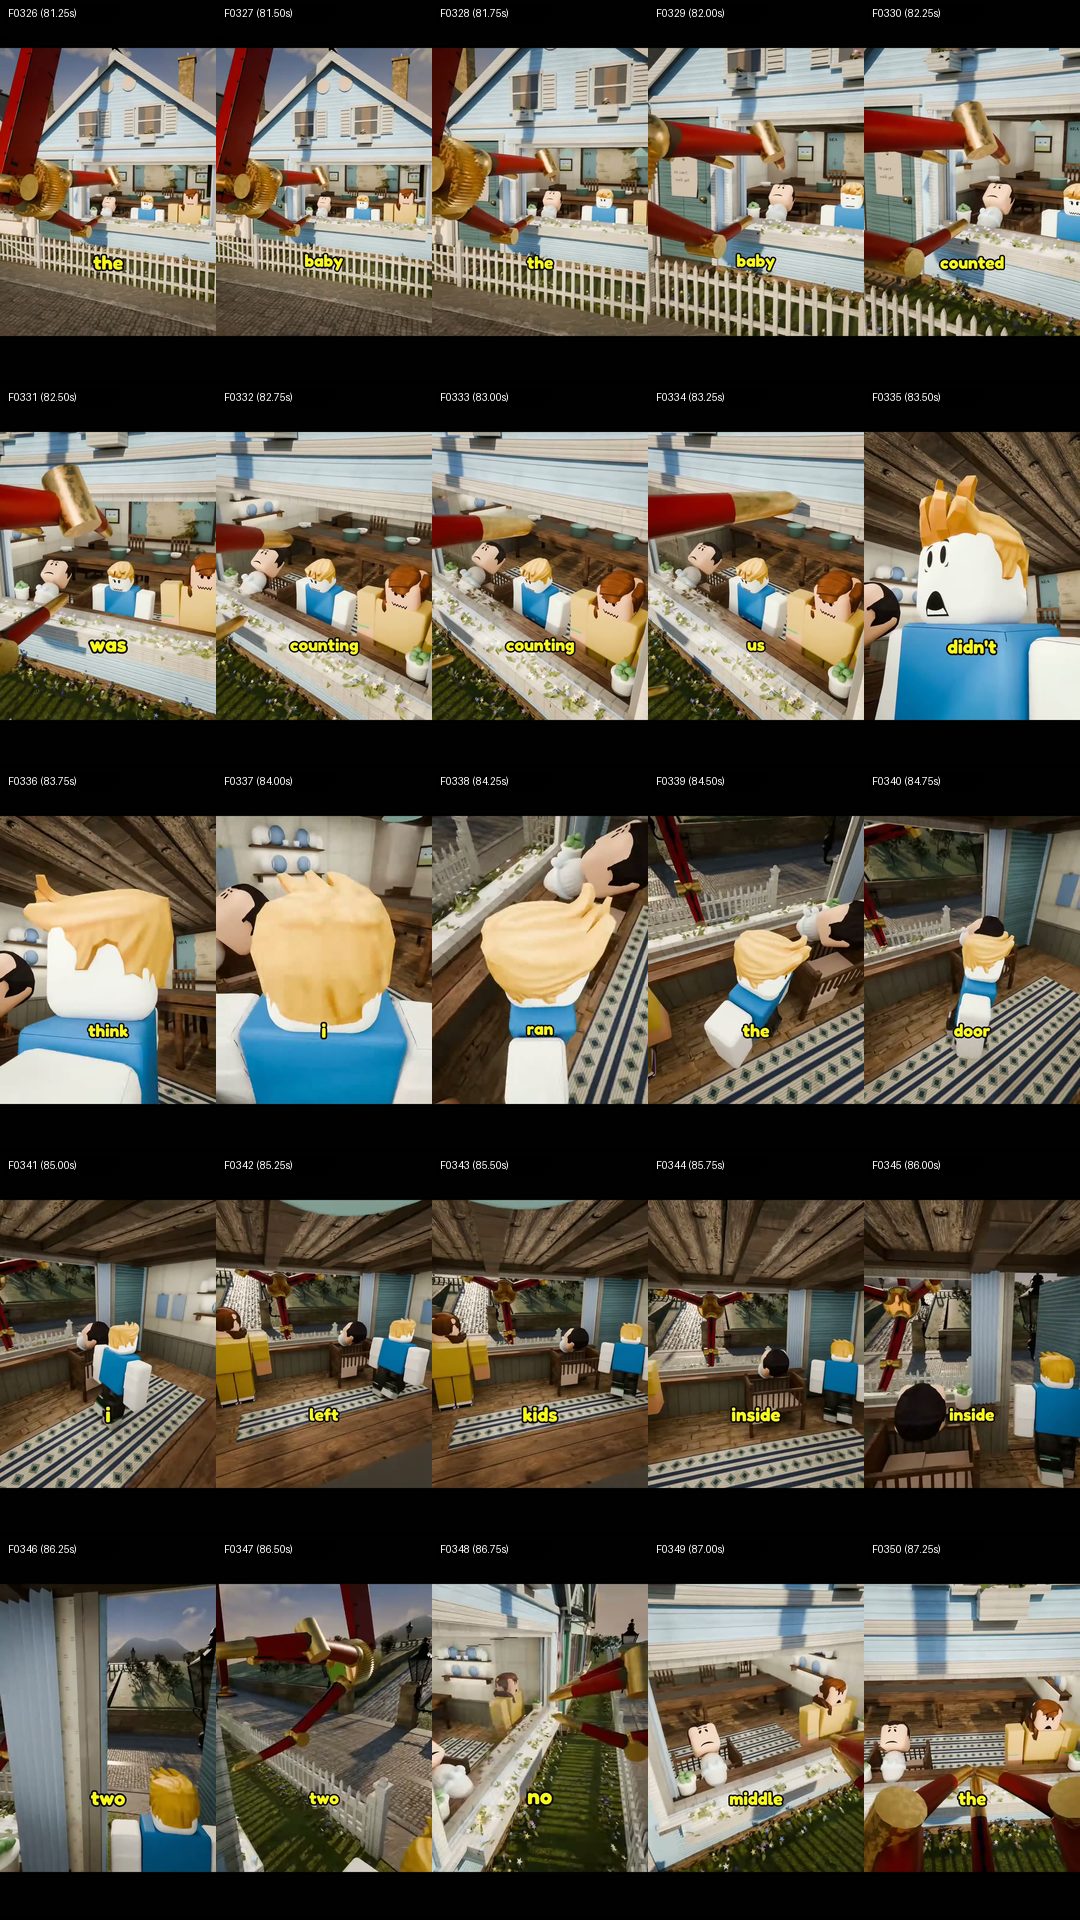 F0326 (81.25s)
F0327 (81.50s)
F0328 (81.75s)
F0329 (82.00s)
F0330 (82.25s)
the
baby
the
baby
counted
F0331 (82.50s)
F0332 (82.75s)
F0333 (83.00s)
F0334 (83.25s)
F0335 (83.50s)
was
counting
counting
us
didn't
F0336 (83.75s)
F0337 (84.00s)
F0338 (84.25s)
F0339 (84.50s)
F0340 (84.75s)
think
i
ran
the
door
F0341 (85.00s)
F0342 (85.25s)
F0343 (85.50s)
F0344 (85.75s)
F0345 (86.00s)
i
left
kids
inside
inside
F0346 (86.25s)
F0347 (86.50s)
F0348 (86.75s)
F0349 (87.00s)
F0350 (87.25s)
two
two
no
middle
the